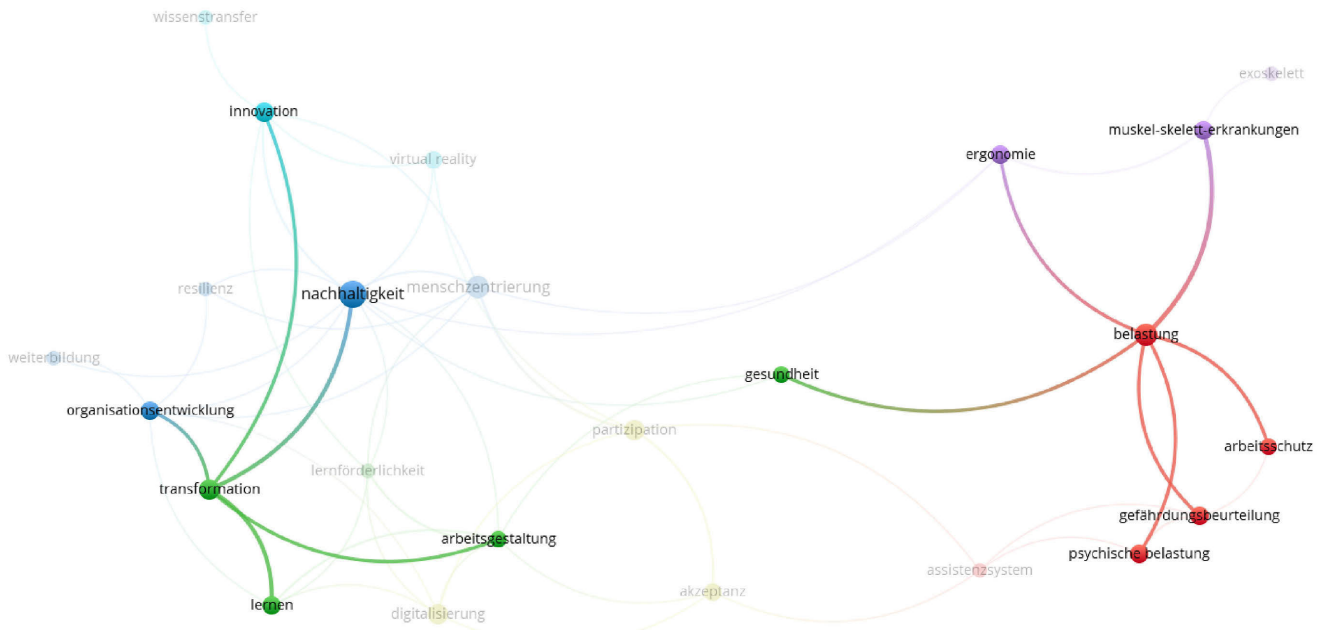 wissenstransfer
exoskelett
innovation
muskel-skelett-erkrankungen
ergonomie
virtual reality
resilienz
nachhaltigkeit
menschzentrierung
belastung
weiterbildung
gesundheit
organisationsentwicklung
partizipation
arbeitsschutz
lernförderlichkeit
transformation
gefährdungsbeurteilung
arbeitsgestaltung
psychische belastung
assistenzsystem
akzeptanz
lernen
digitalisierung